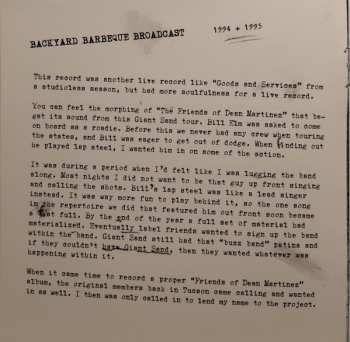 BACKYARD BARBEQUE BROADCAST
1994 + 1995
This record was another live record like "Goods and Services" from
a studioless season, but had more soulfulness for a live record.
You can feel the morphing of "The Friends of Dean Martinez" that be-
get its sound from this Giant Sand tour. Bill Elm was asked to come
on board as a roadie. Before this we never had any crew when touring
the states, and Bill was eager to get out of dodge. When finding out
he played lap steel, I wanted him in on some of the action.
It was during a period when I'd felt like I was lugging the band
along. Most nights I did not want to be that guy up front singing
and calling the shots. Bill's lap steel was like a lead singer
instead. It was way more fun to play behind it, so the one song
in the repertoire we did that featured him out front soon became
a set full. By the end of the year a full set of material had
materialised. Eventually label friends wanted to sign up the band
within the band. Giant Sand still had that "buzz band" patina and
if they couldn't have Giant Sand, then they wanted whatever was
happening within it.
When it came time to record a proper "Friends of Dean Martinez"
album, the original members back in Tucson came calling and wanted
in as well. I then was only called in to lend my name to the project.